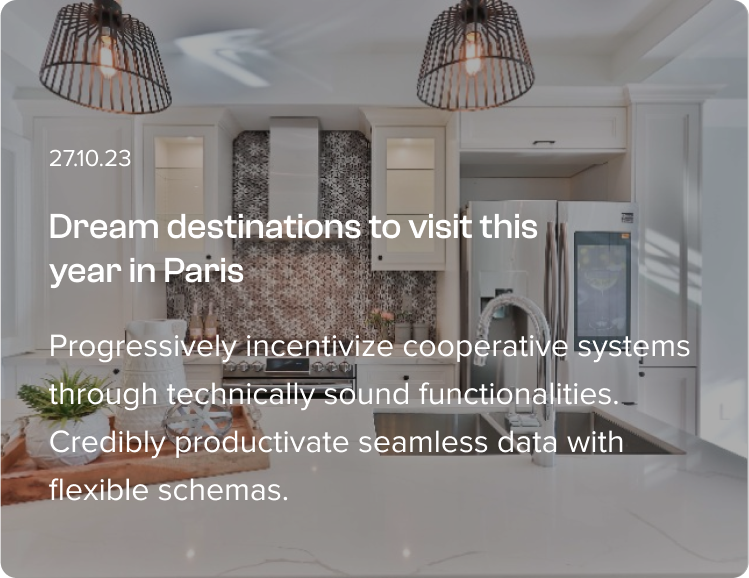 27.10.23
Dream destinations to visit this
year in Paris
Progressively incentivize cooperative systems
through technically sound functionalities.
Credibly productivate seamless data with
flexible schemas.